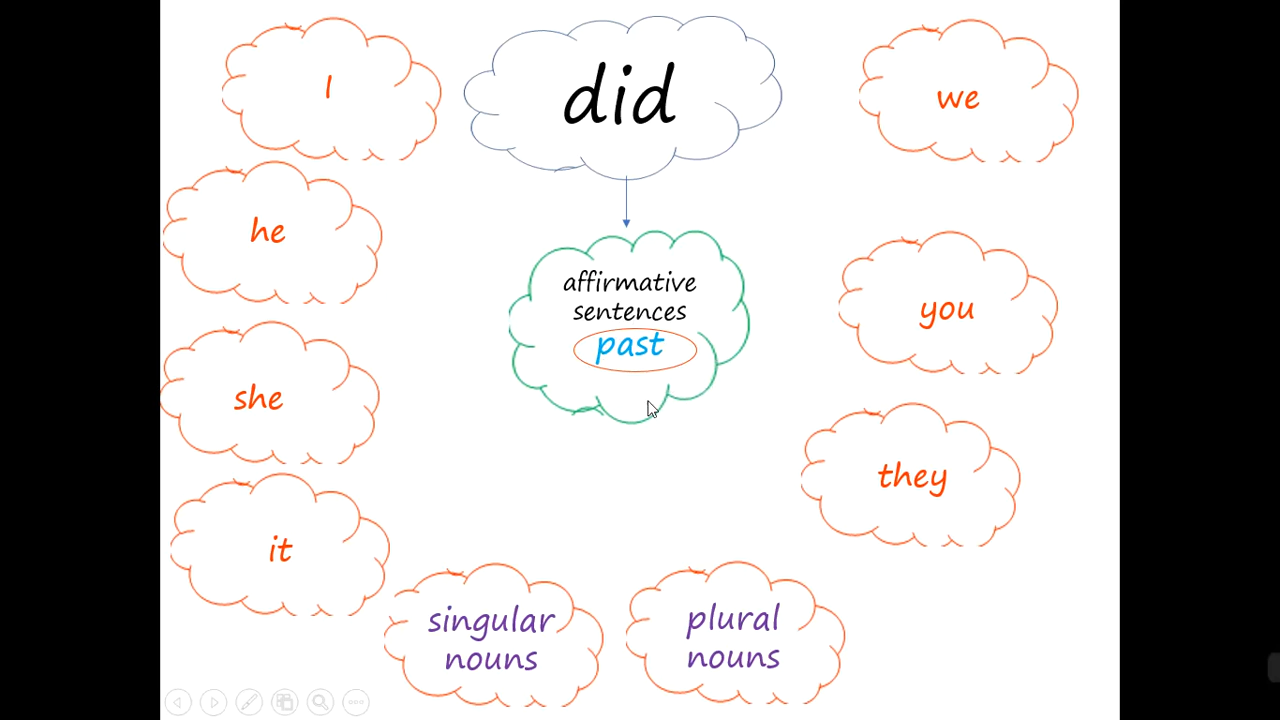 I
did
we
he
affirmative
sentences
past
you
she
they
it
singular
nouns
plural
nouns